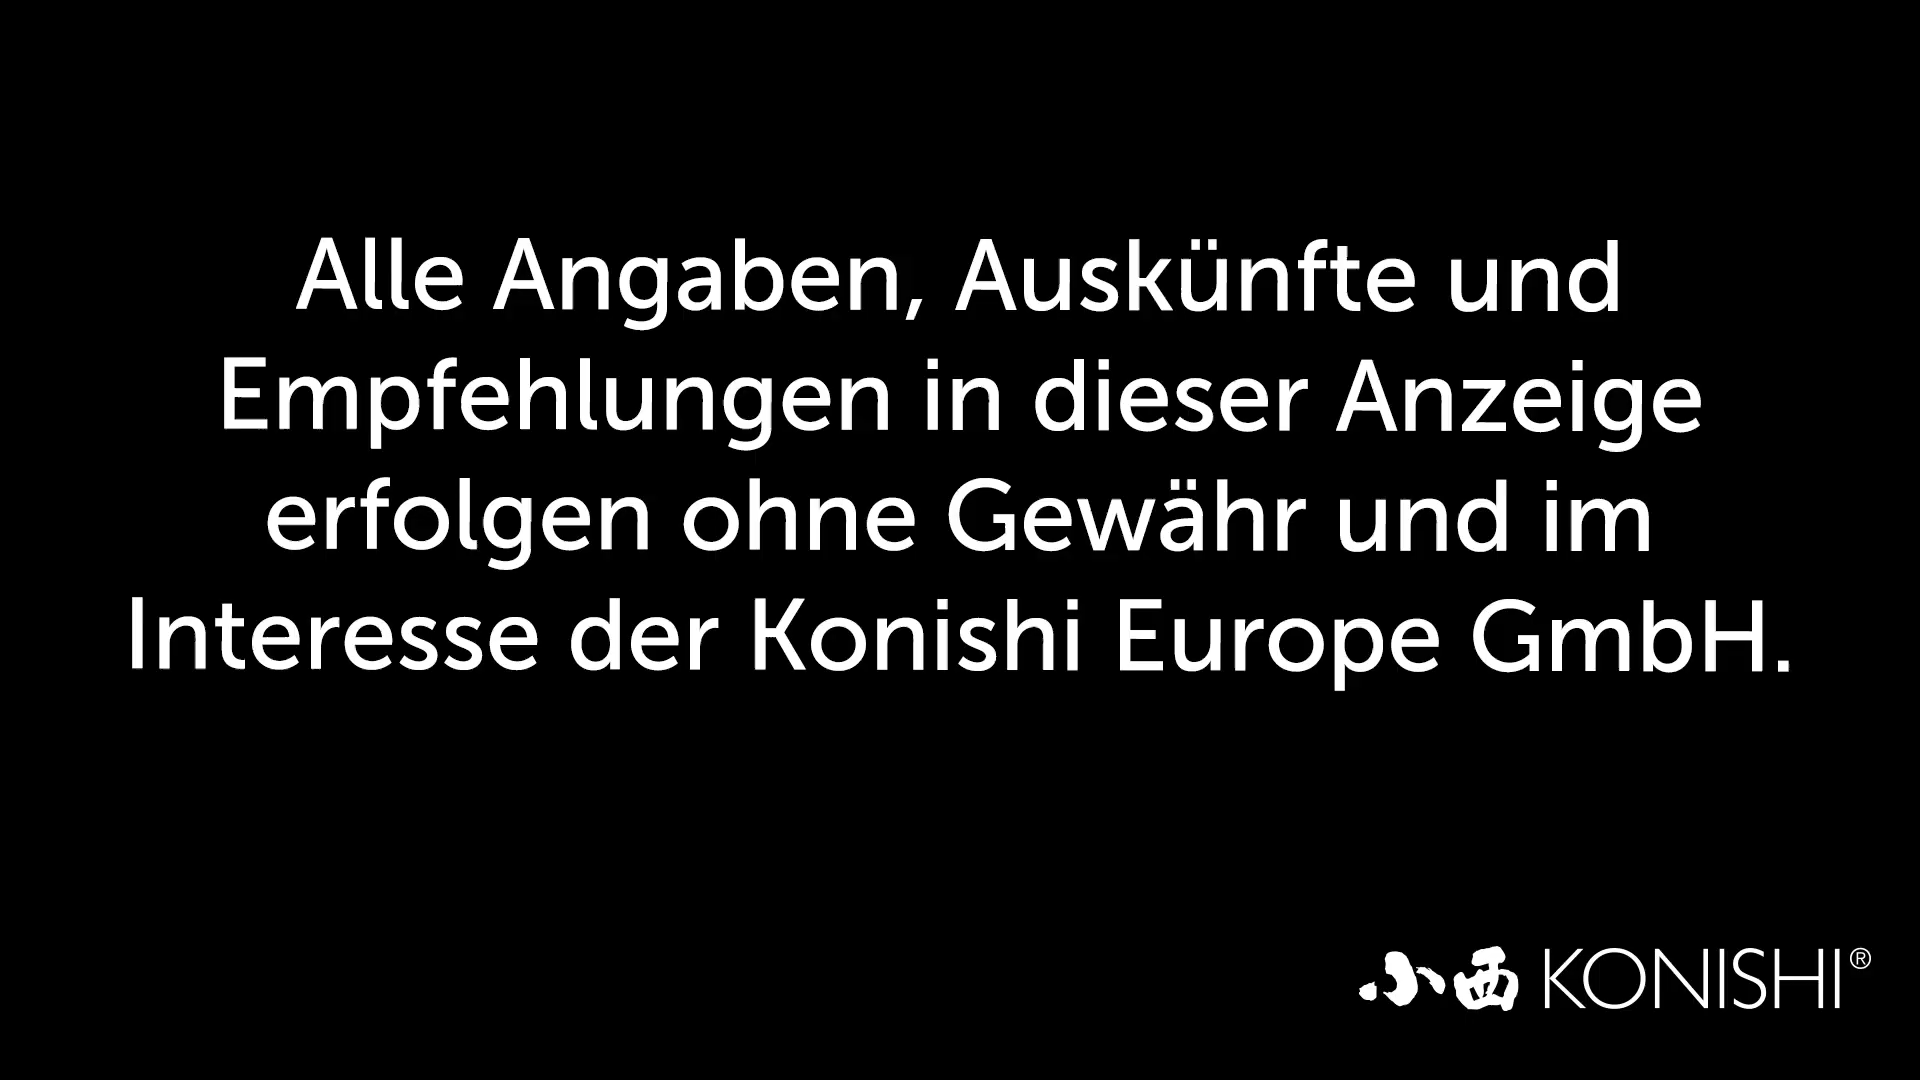 Alle Angaben, Auskünfte und
Empfehlungen in dieser Anzeige
erfolgen ohne Gewähr und im
Interesse der Konishi Europe GmbH.
小西 KONISHI®